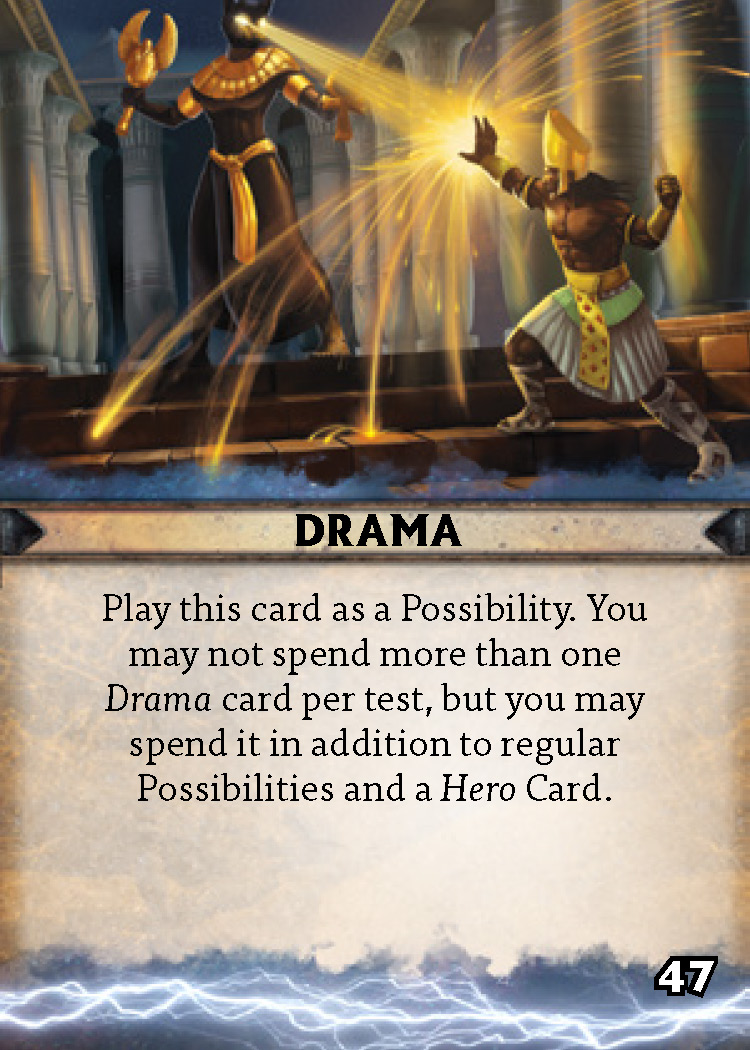 DRAMA
Play this card as a Possibility. You
may not spend more than one
Drama card per test, but you may
spend it in addition to regular
Possibilities and a Hero Card.
47